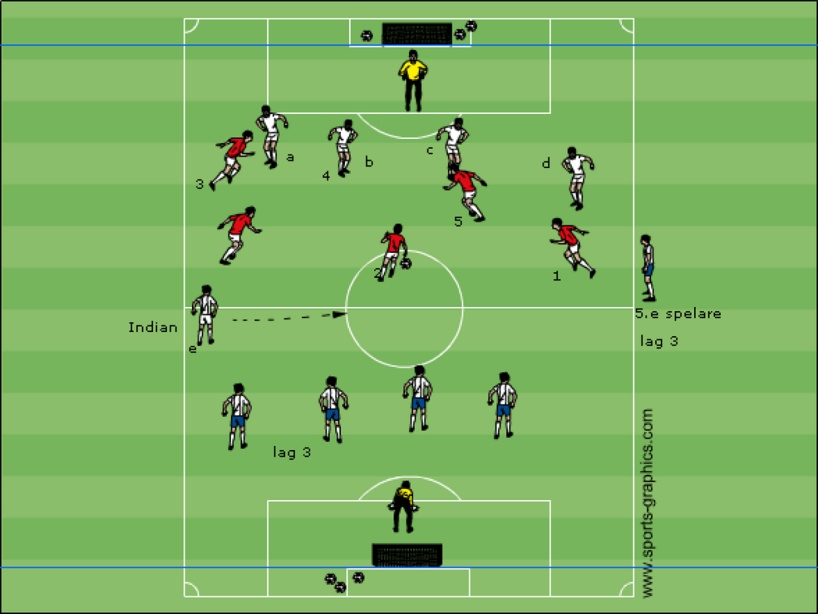 a
b
c
d
3
4
5
2
1
5.e spelare
lag 3
Indian
e
lag 3
www.sports-graphics.com